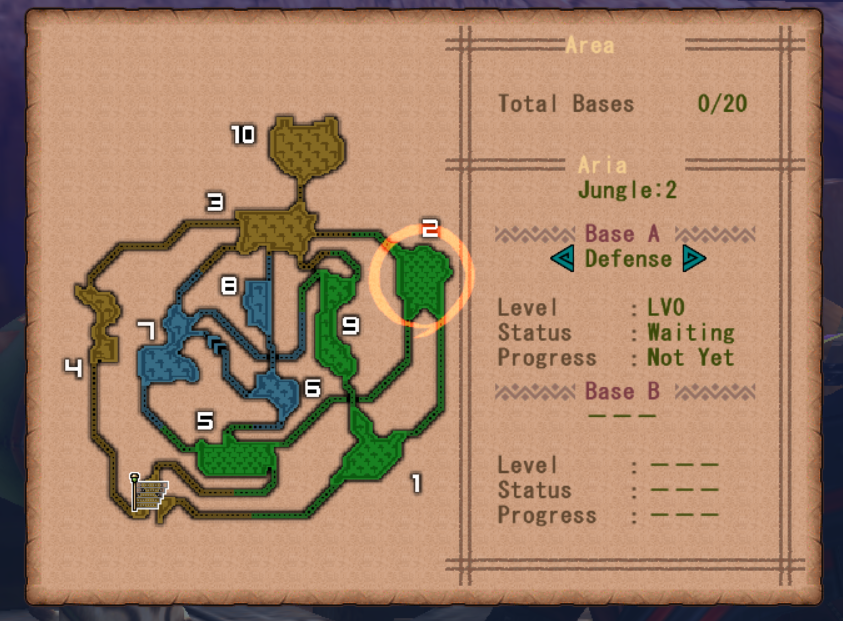 10
3
2
8
7
9
4
6
5
1
Area
Total Bases 0/20
Aria
Jungle:2
Base A
Defense
Level : LV0
Status : Waiting
Progress : Not Yet
Base B
---
Level : ---
Status : ---
Progress : ---